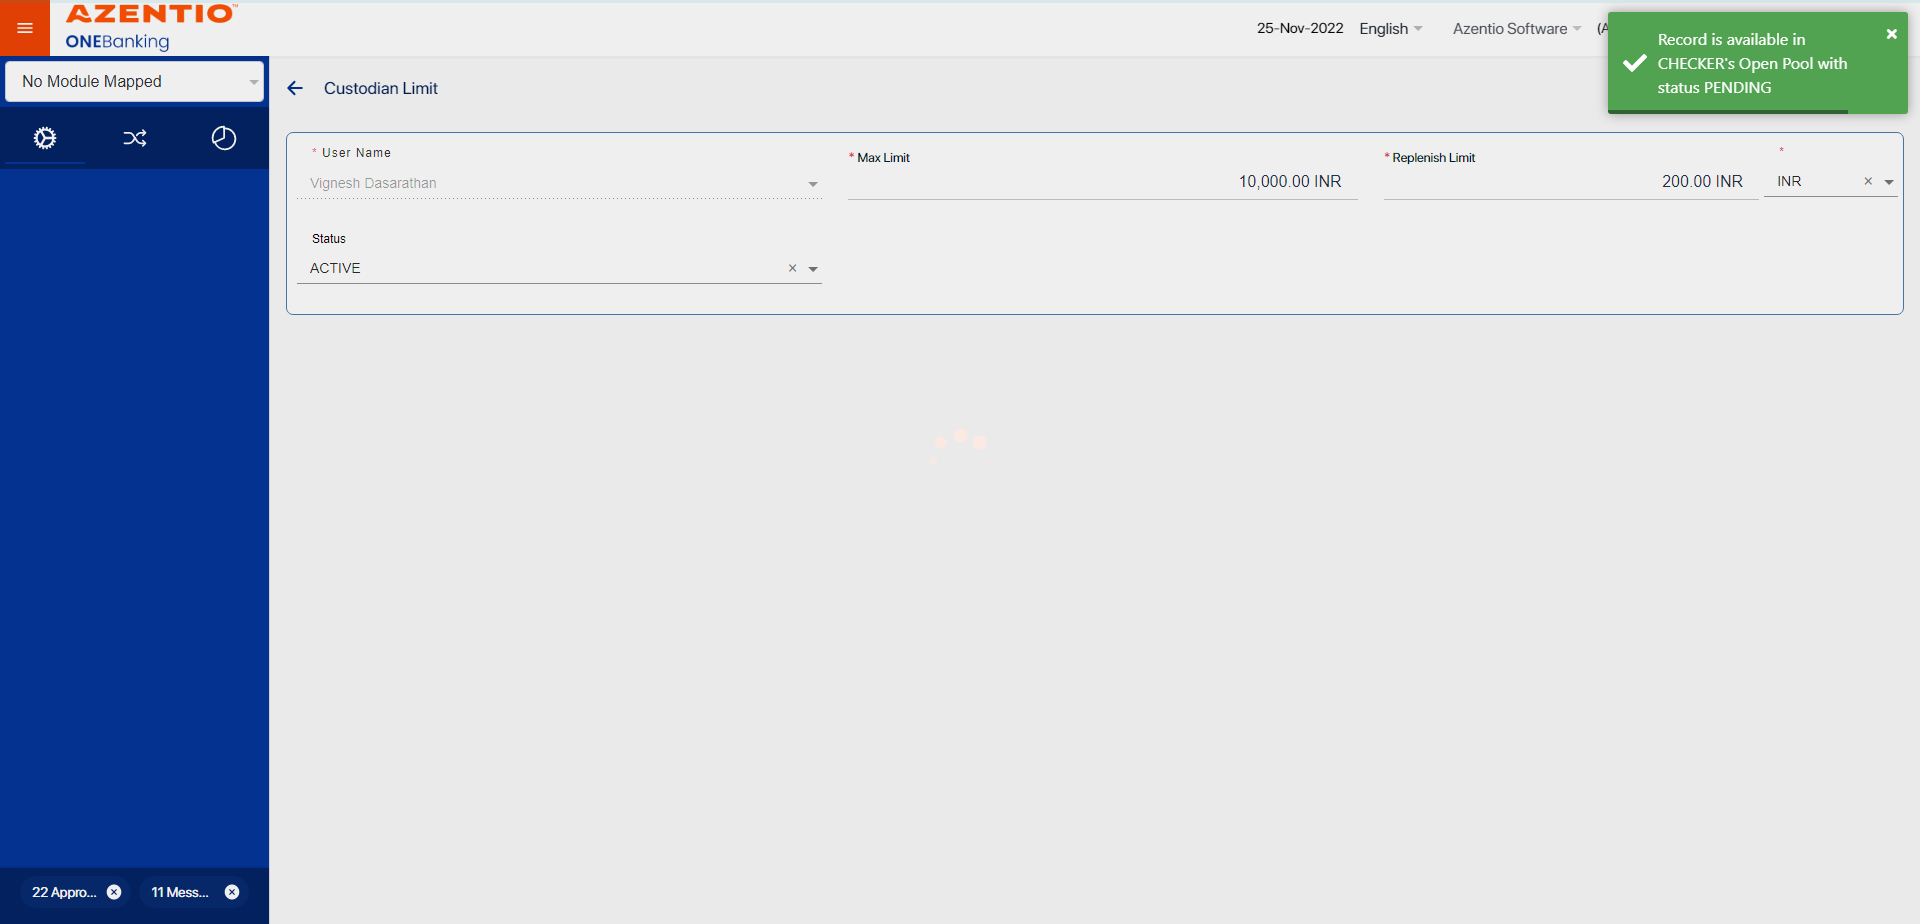 AZENTIO™
ONEBanking
25-Nov-2022
English
Azentio Software
(A
Record is available in
CHECKER's Open Pool with
status PENDING
No Module Mapped
Custodian Limit
* User Name
Vignesh Dasarathan
* Max Limit
10,000.00 INR
* Replenish Limit
200.00 INR
*
INR
Status
ACTIVE
22 Appro...
11 Mess...